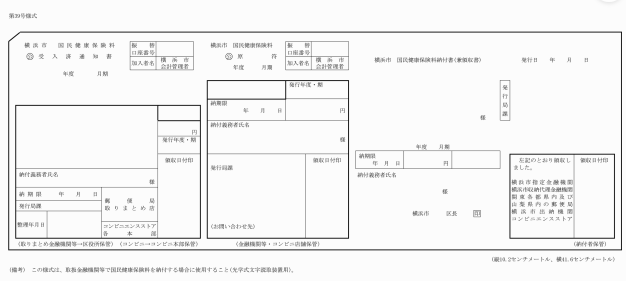 第39号様式
横浜市 国民健康保険料
◎ 受入済通知書
年度 月期
振替口座番号
加入者名
横浜市会計管理者
円
発行年度・期
領収日付印
納付義務者氏名
様
納期限 年 月 日
発行局課
整理年月日
郵便局
取りまとめ店
コンビニエンスストア
各本部
(取りまとめ金融機関等→区役所保管)(コンビニ→コンビニ本部保管)
横浜市 国民健康保険料
◎ 原符
年度 月期
振替口座番号
加入者名
横浜市会計管理者
発行年度・期
納期限
年 月 日
円
納付義務者氏名
様
発行局課
領収日付印
(お問い合わせ先)
(金融機関等・コンビニ店舗保管)
横浜市 国民健康保険料納付書(兼領収書)
発行日 年 月 日
発行局課
様
年度 月期
納期限
年 月 日
円
納付義務者氏名
様
横浜市 区長 印
左記のとおり領収しました。
領収日付印
横浜市指定金融機関
横浜市収納代理金融機関
関東各都県内及び
山梨県内の郵便局
横浜市出納機関
コンビニエンスストア
(納付者保管)
(縦10.2センチメートル、横41.6センチメートル)
(備考) この様式は、取扱金融機関等で国民健康保険料を納付する場合に使用すること(光学式文字読取装置用)。